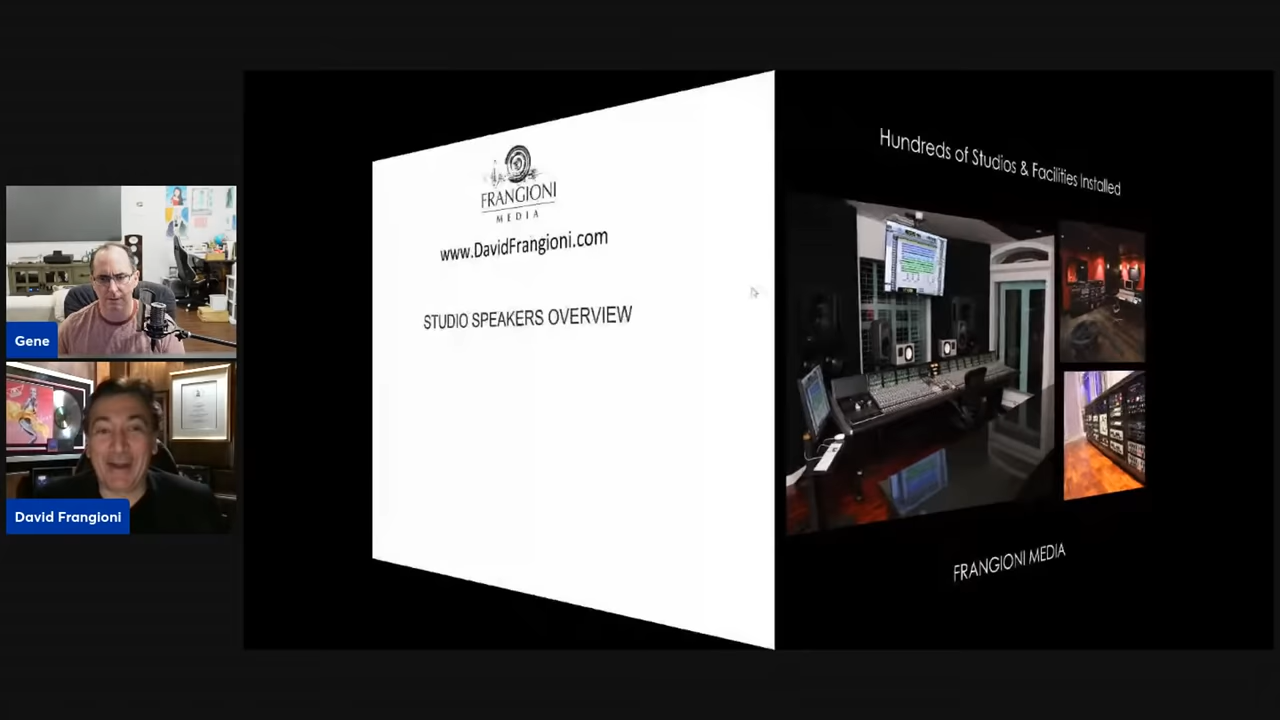 Gene
David Frangioni
FRANGIONI
MEDIA
www.DavidFrangioni.com
STUDIO SPEAKERS OVERVIEW
Hundreds of Studios & Facilities Installed
FRANGIONI MEDIA